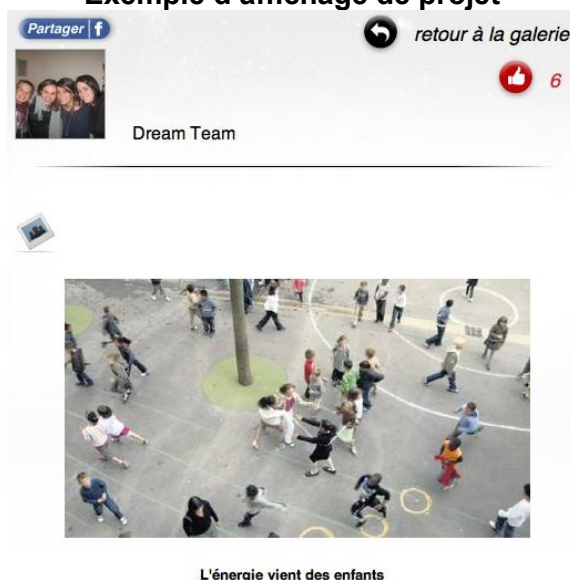 Exemple d'affichage de projet
Partager f
retour à la galerie
6
Dream Team
L'énergie vient des enfants